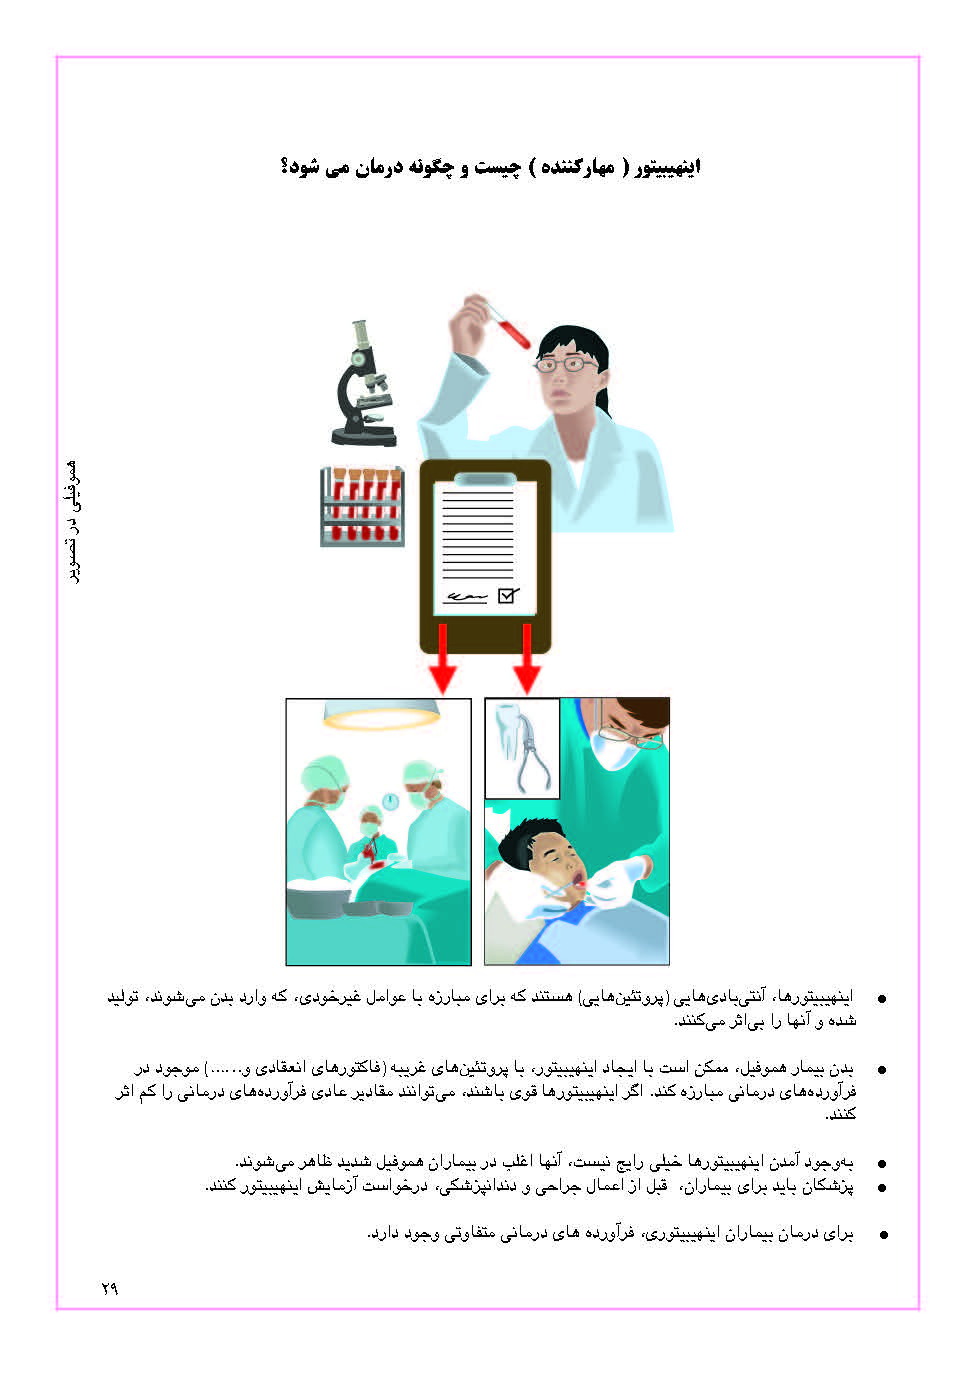 اینهیبیتور ( مهارکننده ) چیست و چگونه درمان می شود؟
هموفیلی در تصویر
● اینهیبیتورها، آنتی‌بادی‌هایی (پروتئین‌هایی) هستند که برای مبارزه با عوامل غیرخودی، که وارد بدن می‌شوند، تولید
شده و آنها را بی‌اثر می‌کنند.
● بدن بیمار هموفیل، ممکن است با ایجاد اینهیبیتور، با پروتئین‌های غریبه (فاکتورهای انعقادی و......) موجود در
فرآورده‌های درمانی مبارزه کند. اگر اینهیبیتورها قوی باشند، می‌توانند مقادیر عادی فرآورده‌های درمانی را کم اثر
کنند.
● به‌وجود آمدن اینهیبیتورها خیلی رایج نیست، آنها اغلب در بیماران هموفیل شدید ظاهر می‌شوند.
● پزشکان باید برای بیماران، قبل از اعمال جراحی و دندانپزشکی، درخواست آزمایش اینهیبیتور کنند.
● برای درمان بیماران اینهیبیتوری، فرآورده های درمانی متفاوتی وجود دارد.
۲۹